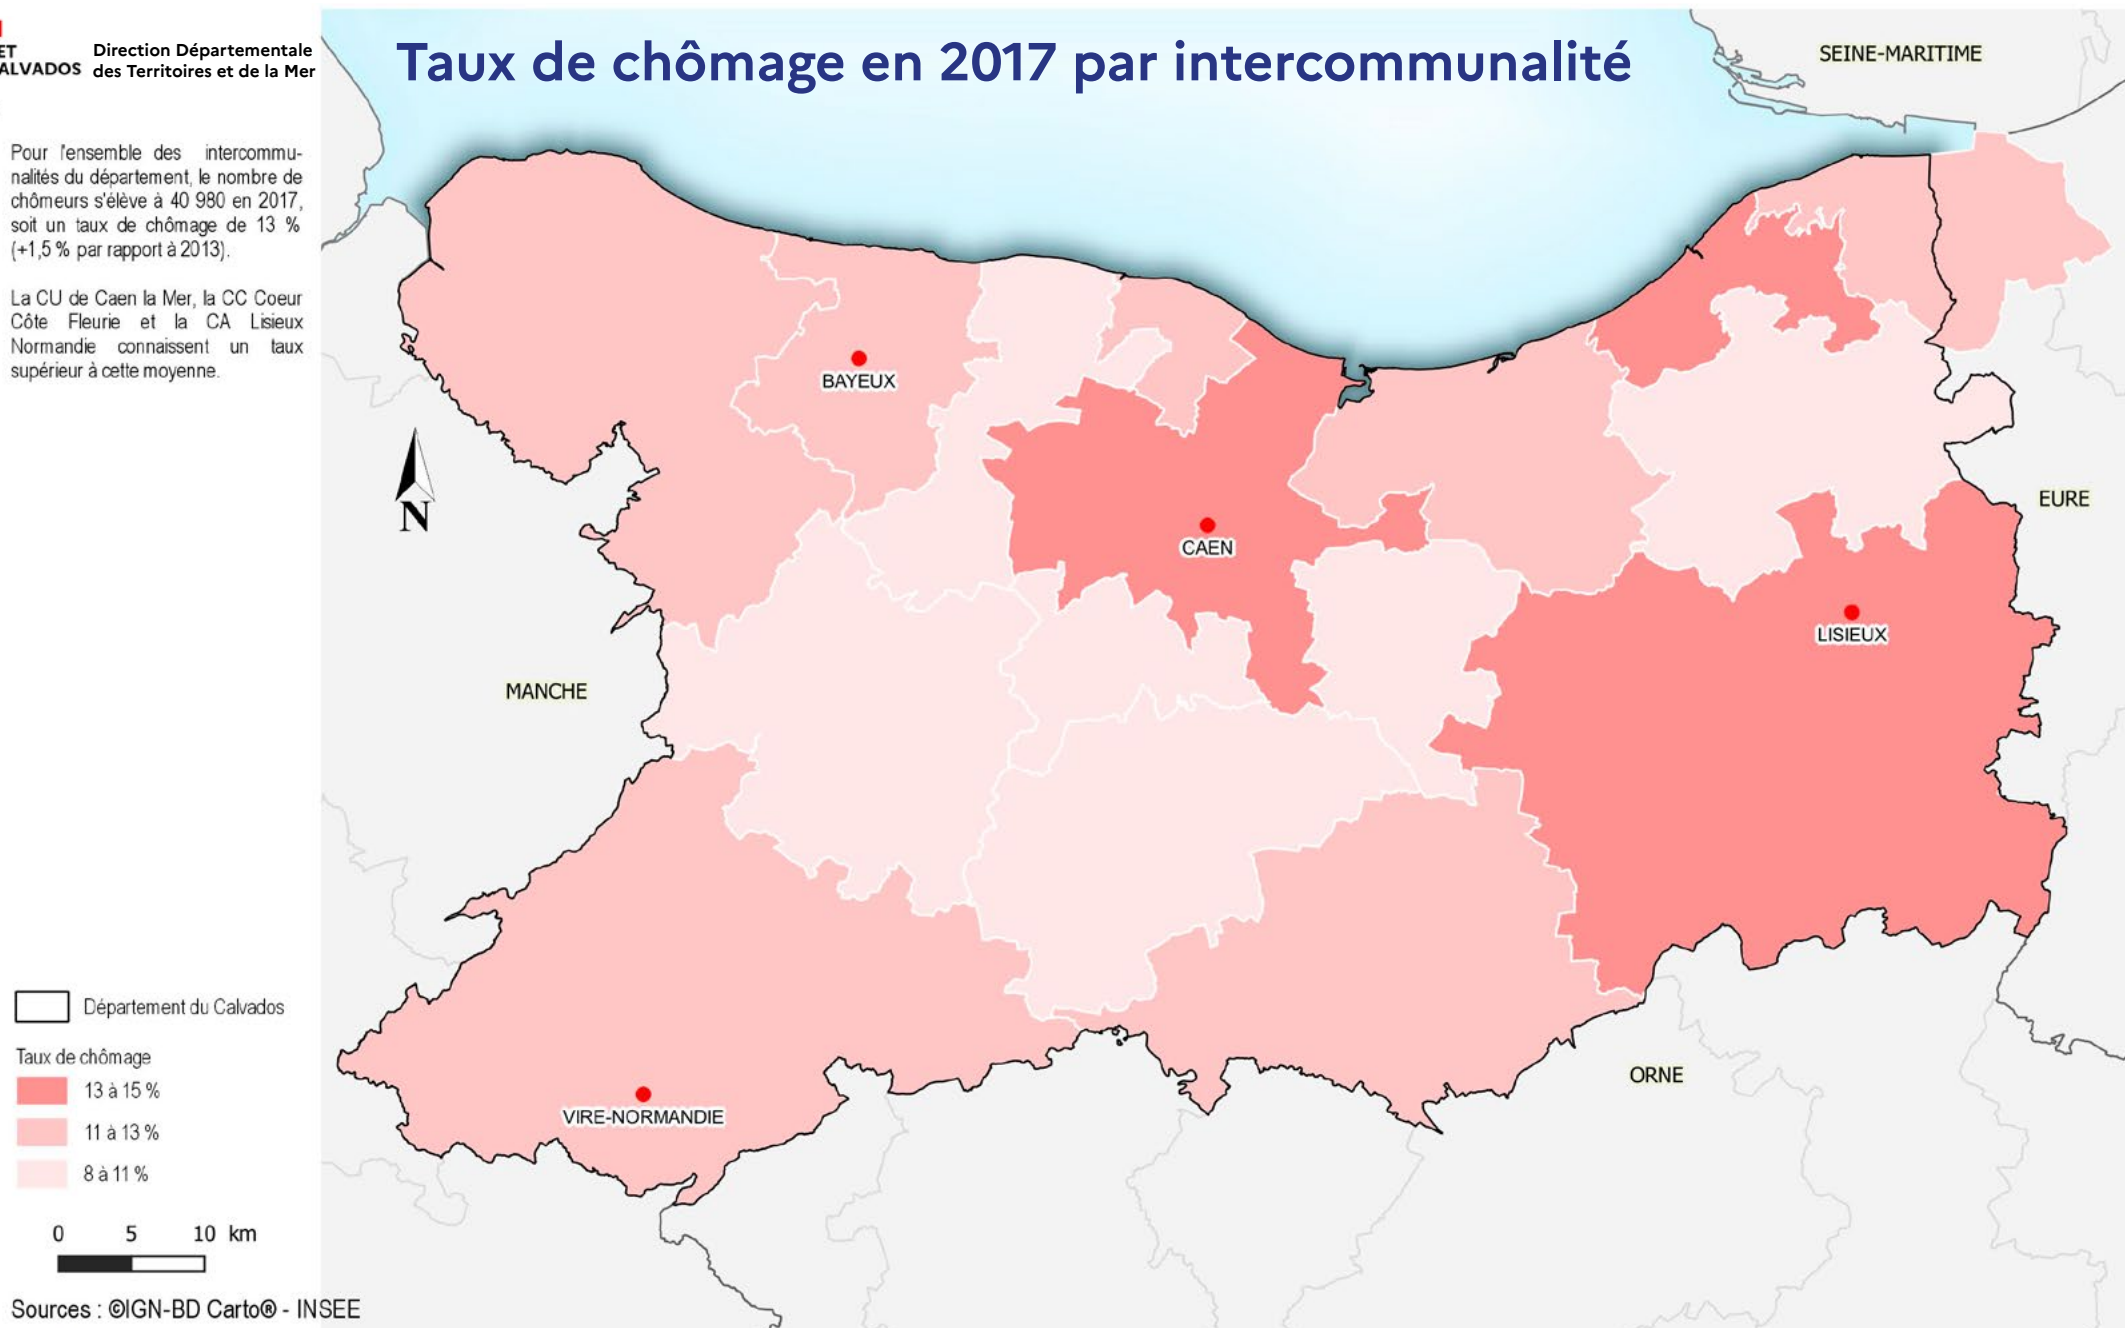 ET
ALVADOS
Direction Départementale
des Territoires et de la Mer
Taux de chômage en 2017 par intercommunalité
Pour l'ensemble des intercommu-
nalités du département, le nombre de
chômeurs s'élève à 40 980 en 2017,
soit un taux de chômage de 13 %
(+1,5 % par rapport à 2013).
La CU de Caen la Mer, la CC Coeur
Côte Fleurie et la CA Lisieux
Normandie connaissent un taux
supérieur à cette moyenne.
SEINE-MARITIME
BAYEUX
N
CAEN
EURE
LISIEUX
MANCHE
ORNE
VIRE-NORMANDIE
Département du Calvados
Taux de chômage
13 à 15 %
11 à 13 %
8 à 11 %
0 5 10 km
Sources : ©IGN-BD Carto® - INSEE